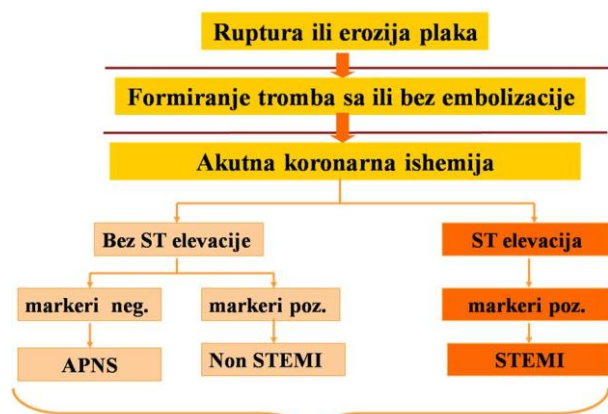 Ruptura ili erozija plaka
Formiranje tromba sa ili bez embolizacije
Akutna koronarna ishemija
Bez ST elevacije
ST elevacija
markeri neg.
markeri poz.
markeri poz.
APNS
Non STEMI
STEMI